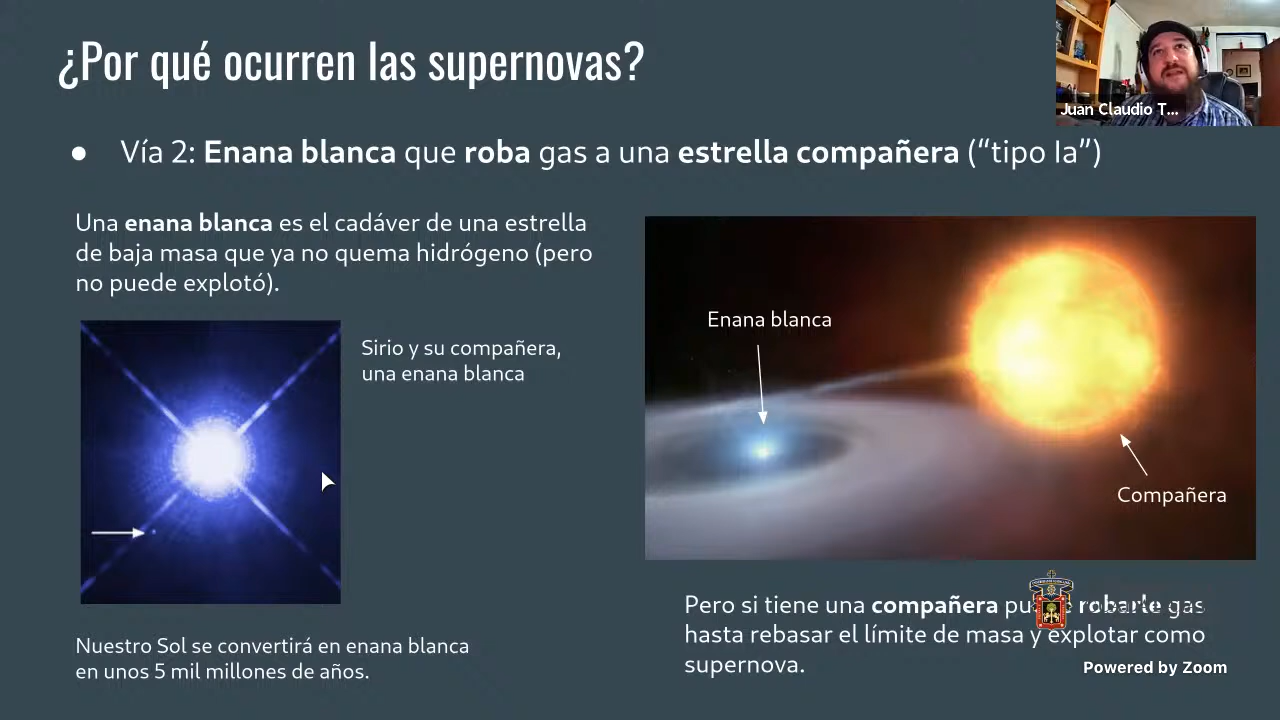 ¿Por qué ocurren las supernovas?
Juan Claudio T...
● Vía 2: Enana blanca que roba gas a una estrella compañera (“tipo Ia”)
Una enana blanca es el cadáver de una estrella
de baja masa que ya no quema hidrógeno (pero
no puede explotó).
Sirio y su compañera,
una enana blanca
Nuestro Sol se convertirá en enana blanca
en unos 5 mil millones de años.
Enana blanca
Compañera
Pero si tiene una compañera gas
hasta rebasar el límite de masa y explotar como
supernova.
Powered by Zoom